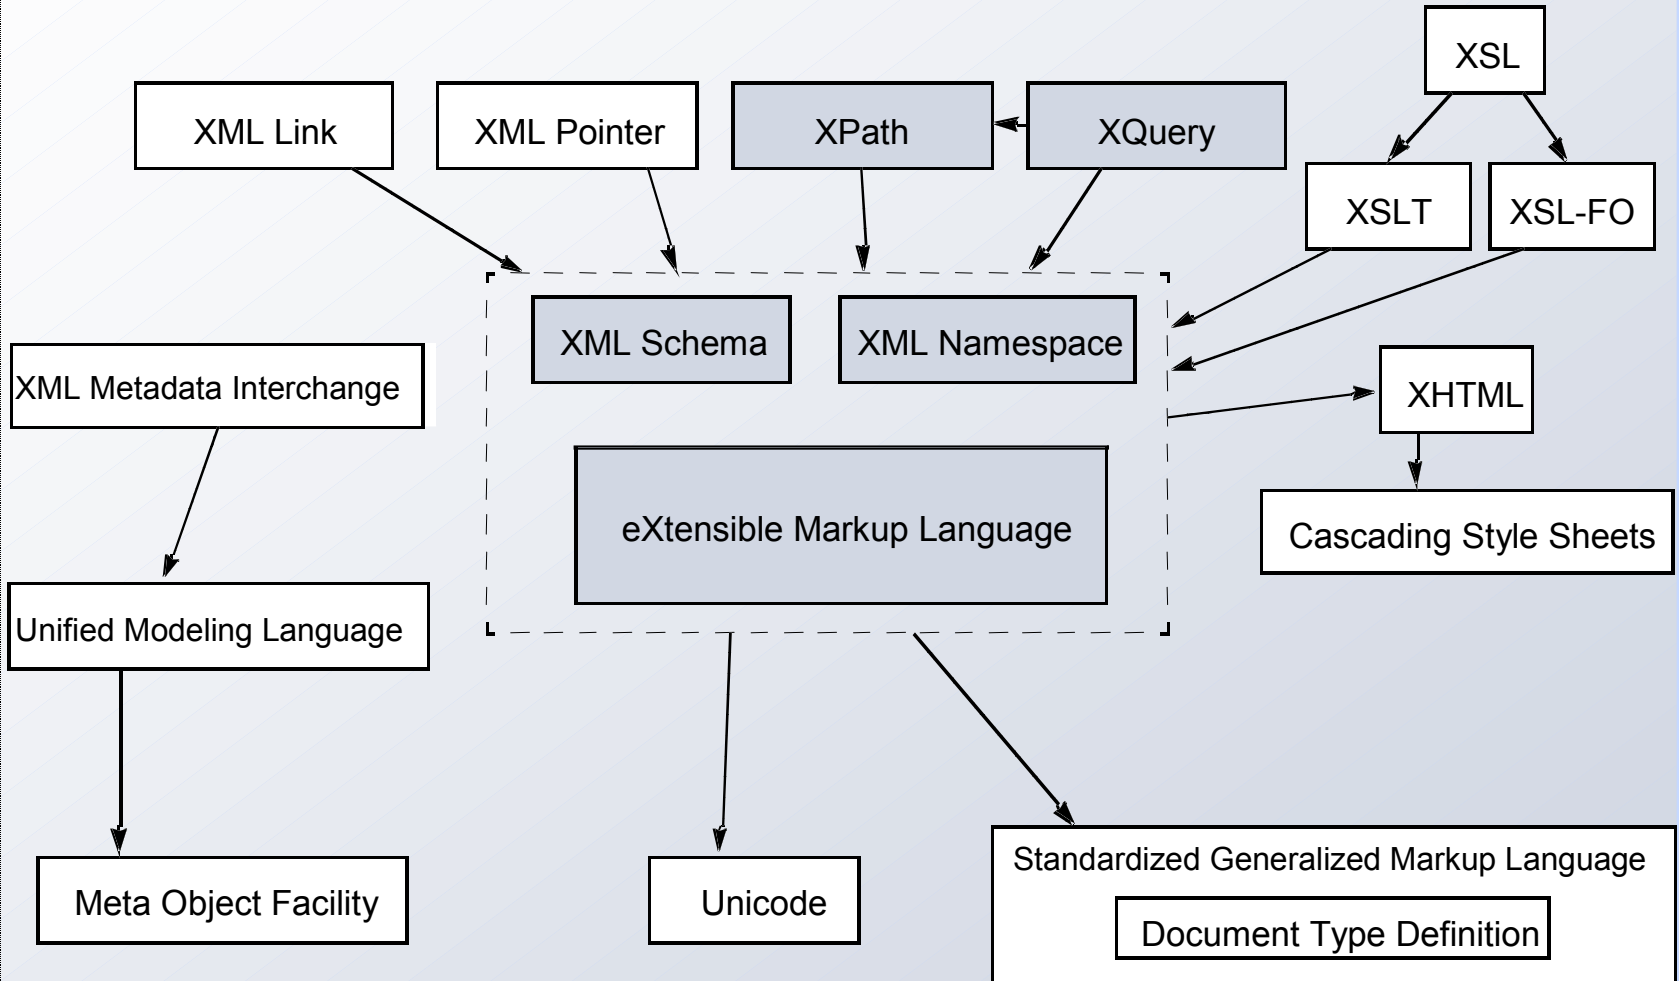 XSL
XML Link
XML Pointer
XPath
XQuery
XSLT
XSL-FO
XML Schema
XML Namespace
XML Metadata Interchange
XHTML
eXtensible Markup Language
Cascading Style Sheets
Unified Modeling Language
Standardized Generalized Markup Language
Meta Object Facility
Unicode
Document Type Definition